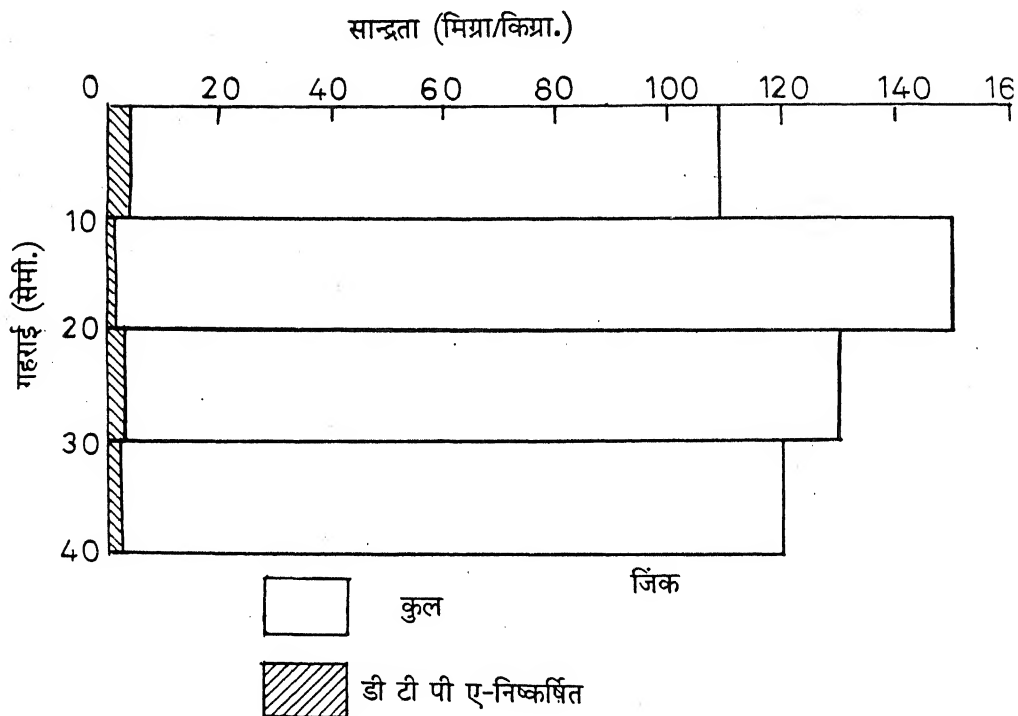 सान्द्रता (मिग्रा/किग्रा.)
0 20 40 60 80 100 120 140 16
10
20
30
40
गहराई (सेमी.)
जिंक
कुल
डी टी पी ए-निष्कर्षित